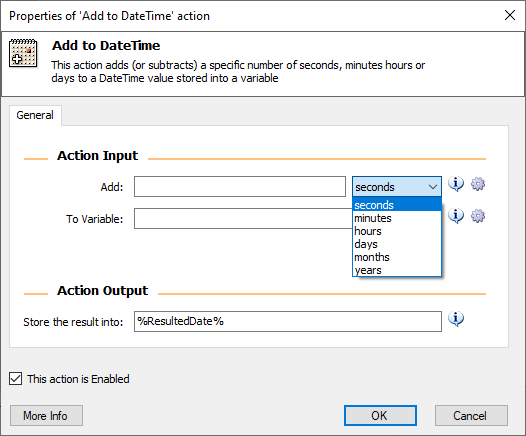 Properties of 'Add to DateTime' action
Add to DateTime
This action adds (or subtracts) a specific number of seconds, minutes hours or
days to a DateTime value stored into a variable
General
Action Input
Add:
seconds
seconds
minutes
hours
days
months
years
To Variable:
Action Output
Store the result into:
%ResultedDate%
This action is Enabled
More Info
OK
Cancel